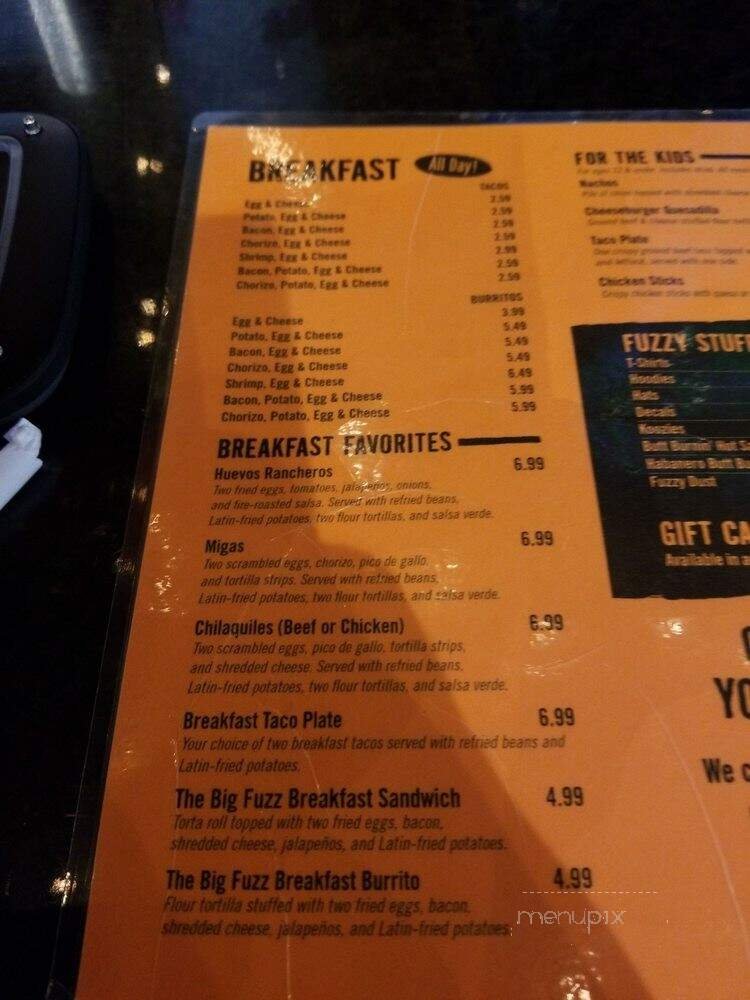 BREAKFAST All Day!
TACOS
Egg & Cheese 2.59
Potato, Egg & Cheese 2.59
Bacon, Egg & Cheese 2.59
Chorizo, Egg & Cheese 2.59
Shrimp, Egg & Cheese 2.99
Bacon, Potato, Egg & Cheese 2.59
Chorizo, Potato, Egg & Cheese 2.59
BURRITOS
Egg & Cheese 3.99
Potato, Egg & Cheese 5.49
Bacon, Egg & Cheese 5.49
Chorizo, Egg & Cheese 5.49
Shrimp, Egg & Cheese 6.49
Bacon, Potato, Egg & Cheese 5.99
Chorizo, Potato, Egg & Cheese 5.99
BREAKFAST FAVORITES
Huevos Rancheros 6.99
Two fried eggs, tomatoes, jalapeños, onions,
and fire-roasted salsa. Served with refried beans,
Latin-fried potatoes, two flour tortillas, and salsa verde.
Migas 6.99
Two scrambled eggs, chorizo, pico de gallo,
and tortilla strips. Served with refried beans,
Latin-fried potatoes, two flour tortillas, and salsa verde.
Chilaquiles (Beef or Chicken) 6.99
Two scrambled eggs, pico de gallo, tortilla strips,
and shredded cheese. Served with refried beans,
Latin-fried potatoes, two flour tortillas, and salsa verde.
Breakfast Taco Plate 6.99
Your choice of two breakfast tacos served with refried beans and
Latin-fried potatoes.
The Big Fuzz Breakfast Sandwich 4.99
Torta roll topped with two fried eggs, bacon,
shredded cheese, jalapeños, and Latin-fried potatoes.
The Big Fuzz Breakfast Burrito 4.99
Flour tortilla stuffed with two fried eggs, bacon,
shredded cheese, jalapeños, and Latin-fried potatoes.
FOR THE KIDS
Nachos
Cheeseburger Quesadilla
Taco Plate
Chicken Sticks
Crispy chicken sticks with queso
FUZZY STUFF
T-Shirts
Hoodies
Hats
Decals
Koozies
Butt Burnin' Hot
Habanero Butt
Fuzzy Dust
GIFT CA
Available in
YO
We c
menupix